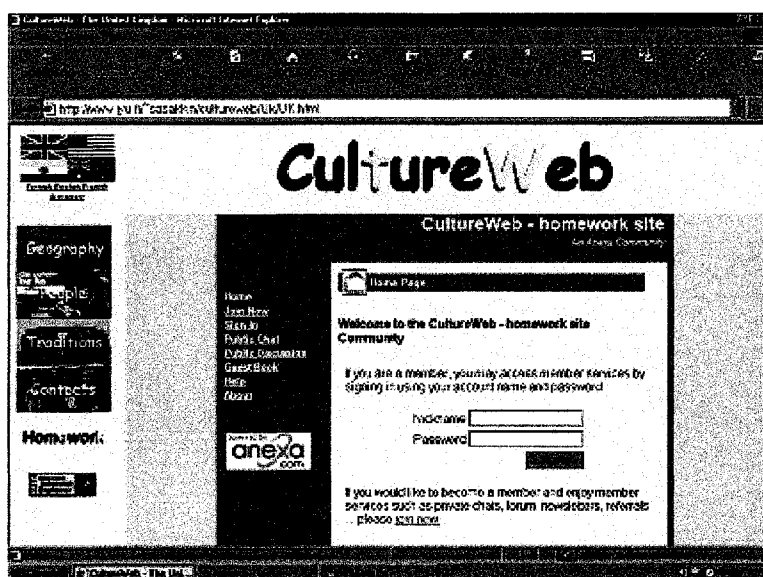 CultureWeb - The United Kingdom - Microsoft Internet Explorer
CultureWeb
CultureWeb - homework site
An Anexa Community
Geography
People
Traditions
Contacts
Homework
Home
Join Now
Sign In
Public Chat
Public Discussion
Guest Book
Help
About
anexa
.com
Home Page
Welcome to the CultureWeb - homework site
Community
If you are a member, you may access member services by
signing in using your account name and password
Nickname
Password
If you would like to become a member and enjoy member
services such as private chats, forum newsletters, referrals
... please join now